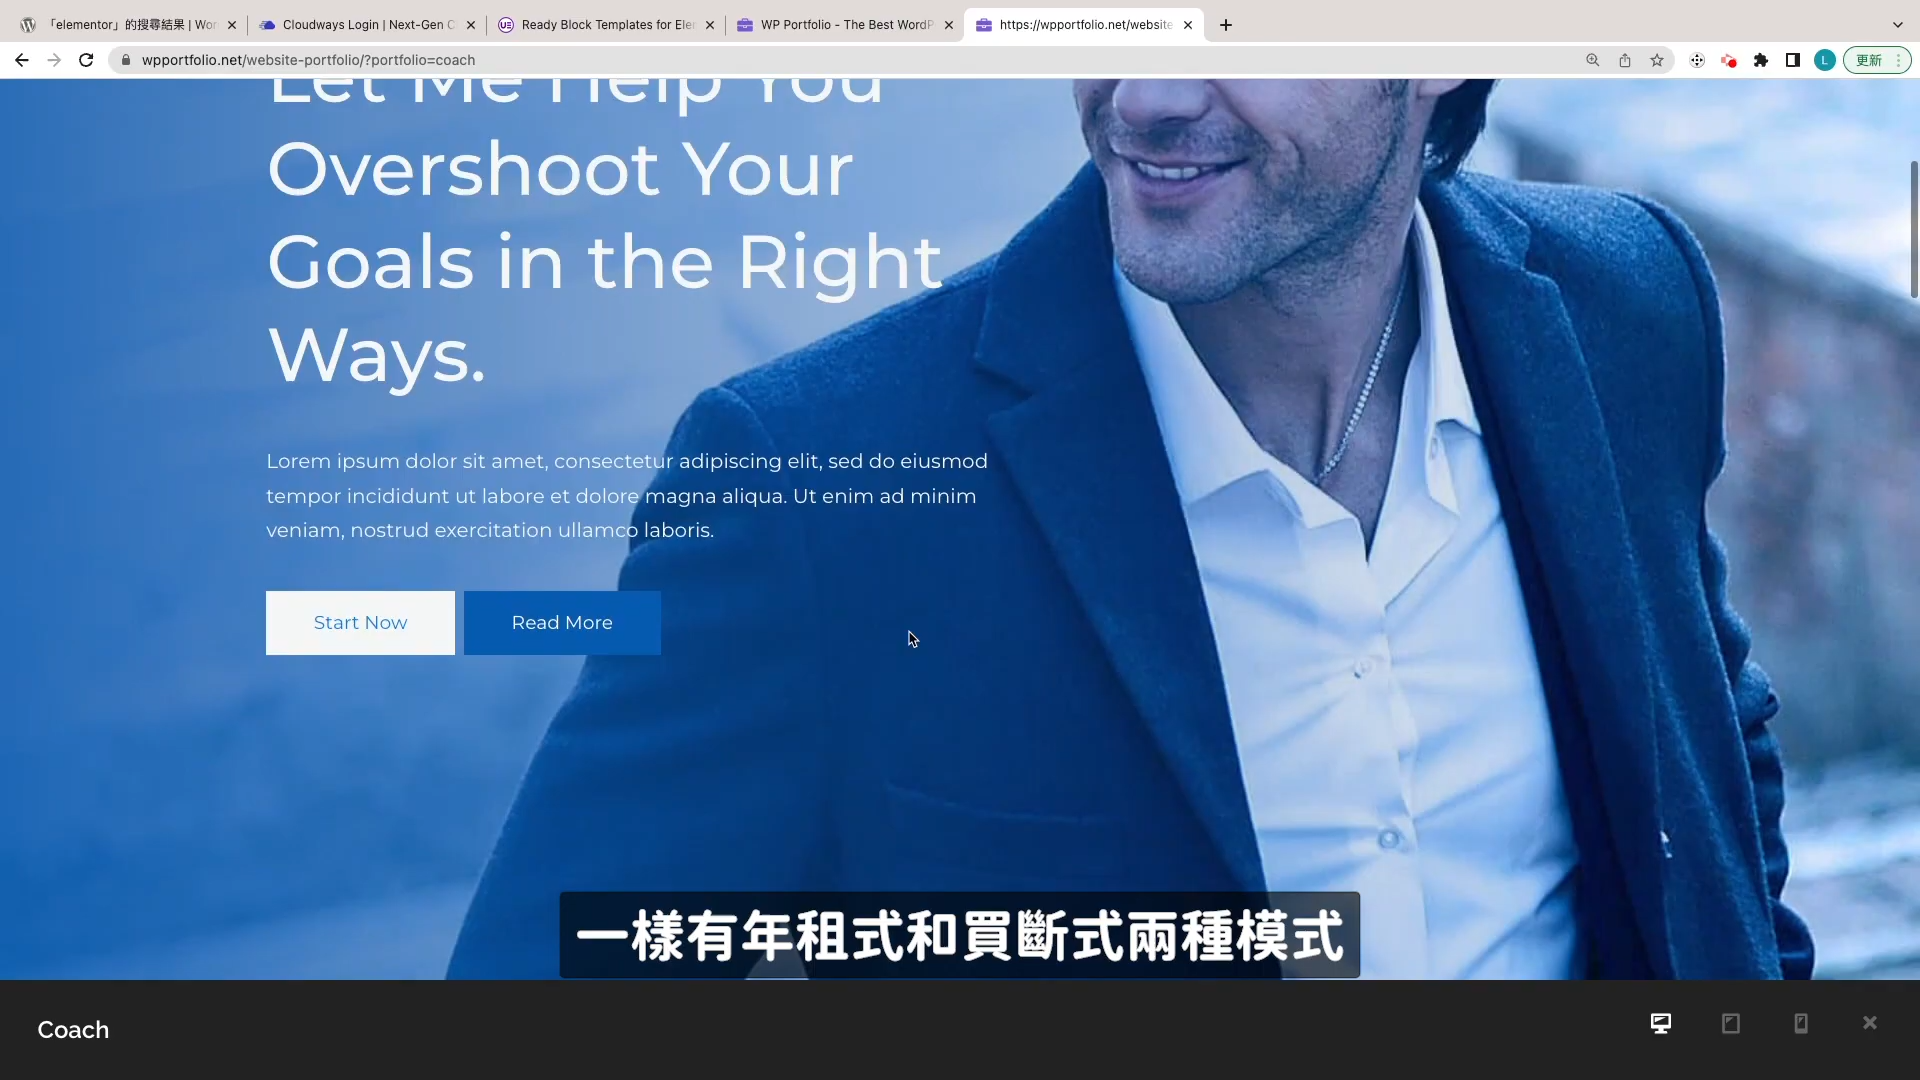 「elementor」的搜尋結果 | Wor
Cloudways Login | Next-Gen C
Ready Block Templates for Ele
WP Portfolio - The Best WordP
https://wpportfolio.net/website
wpportfolio.net/website-portfolio/?portfolio=coach
L
更新
Let Me Help You
Overshoot Your
Goals in the Right
Ways.
Lorem ipsum dolor sit amet, consectetur adipiscing elit, sed do eiusmod
tempor incididunt ut labore et dolore magna aliqua. Ut enim ad minim
veniam, nostrud exercitation ullamco laboris.
Start Now
Read More
一樣有年租式和買斷式兩種模式
Coach